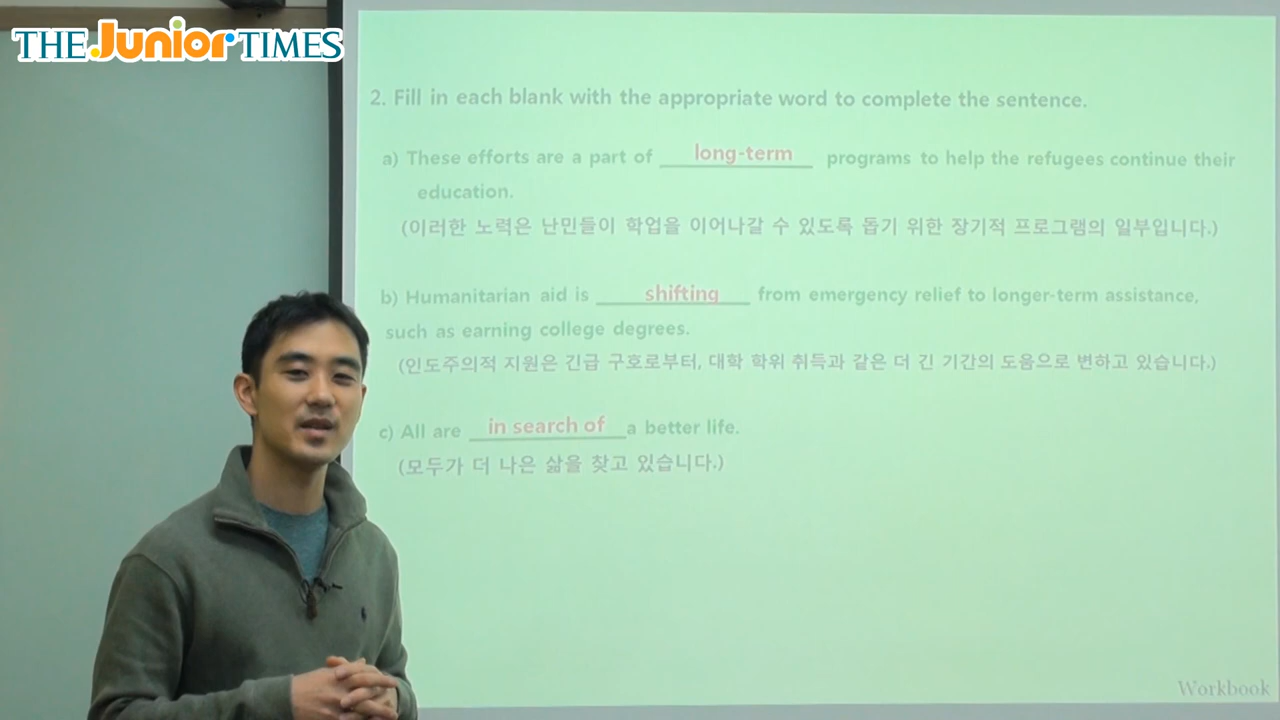 THE Junior TIMES
2. Fill in each blank with the appropriate word to complete the sentence.
a) These efforts are a part of long-term programs to help the refugees continue their
education.
(이러한 노력은 난민들이 학업을 이어나갈 수 있도록 돕기 위한 장기적 프로그램의 일부입니다.)
b) Humanitarian aid is shifting from emergency relief to longer-term assistance,
such as earning college degrees.
(인도주의적 지원은 긴급 구호로부터, 대학 학위 취득과 같은 더 긴 기간의 도움으로 변하고 있습니다.)
c) All are in search of a better life.
(모두가 더 나은 삶을 찾고 있습니다.)
Workbook